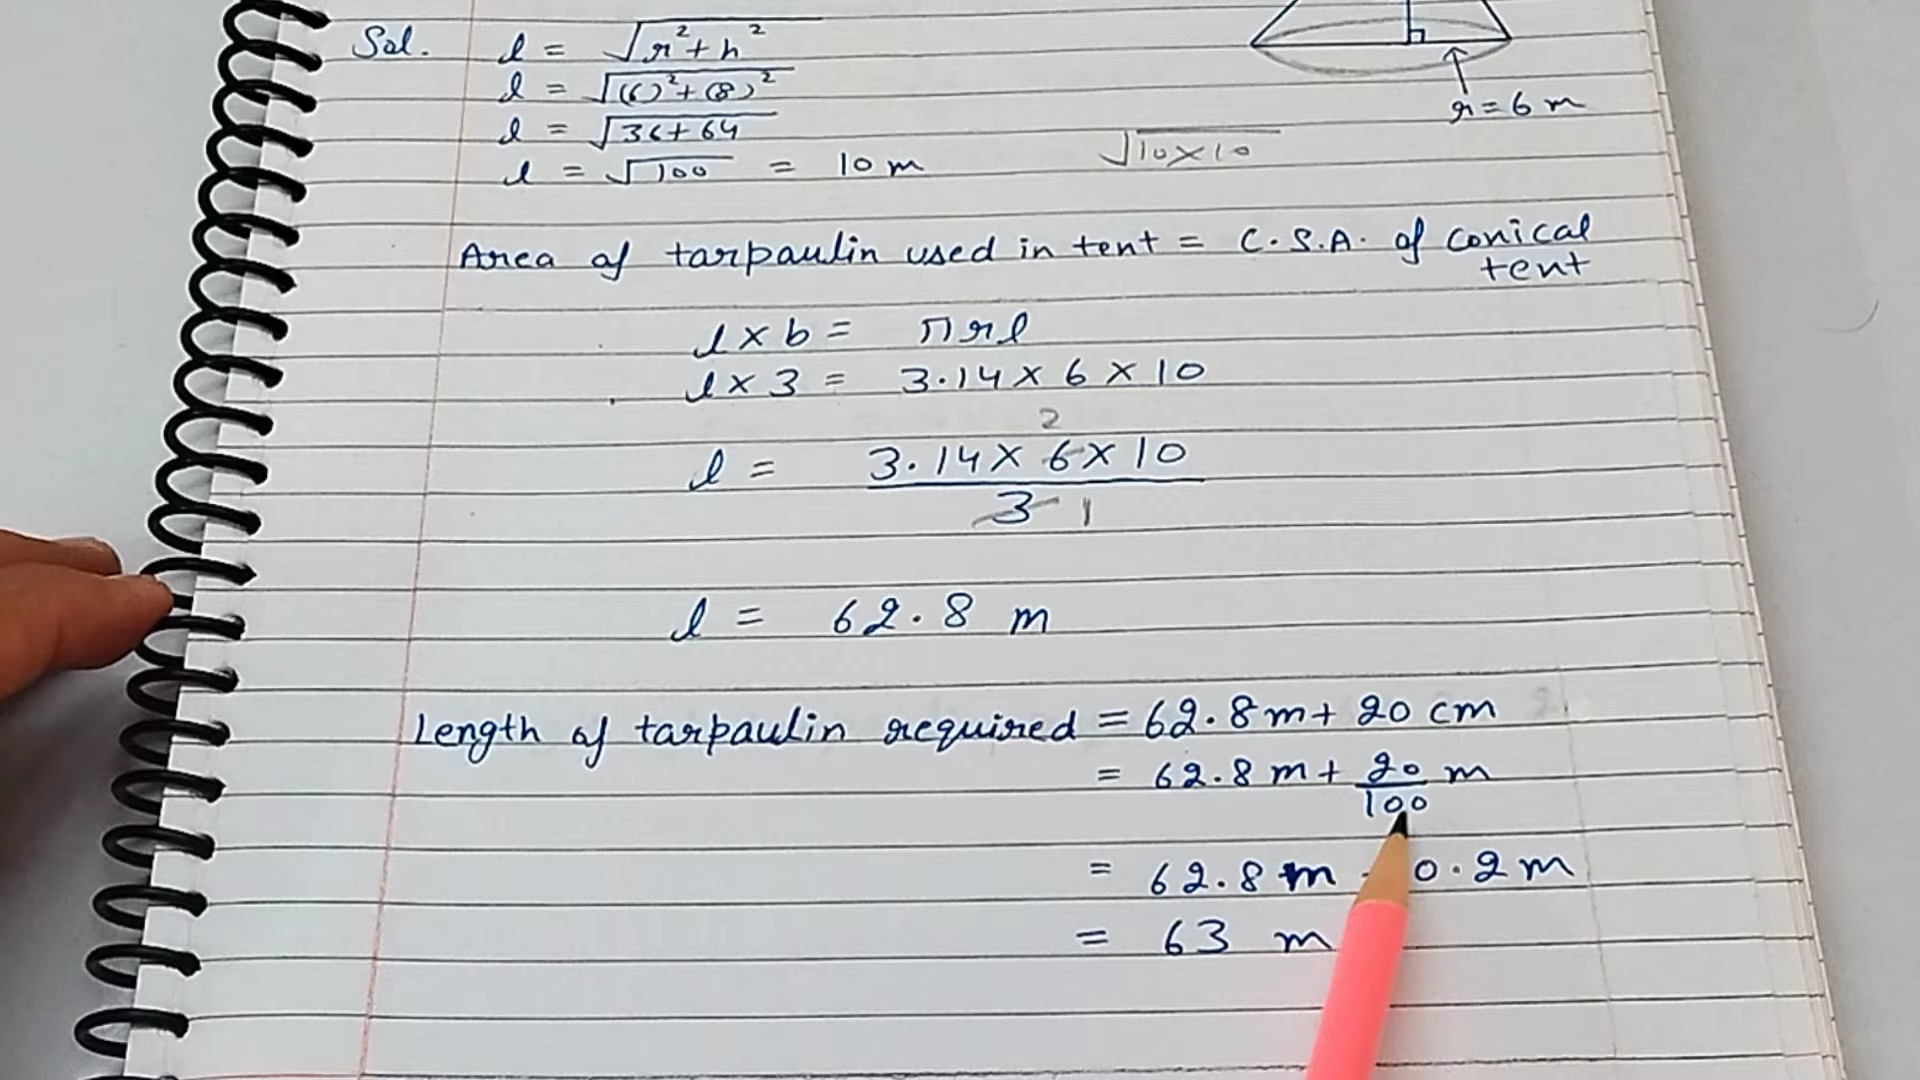 Sol. l = √r²+h²
l = √(6)²+(8)²
r = 6 m
l = √36+64
√10×10
l = √100 = 10 m
Area of tarpaulin used in tent = C.S.A. of conical
tent
l × b = πrl
l × 3 = 3.14 × 6 × 10
2
l = 3.14 × 6 × 10
3 1
l = 62.8 m
Length of tarpaulin required = 62.8 m + 20 cm
= 62.8 m + 20/100 m
= 62.8 m 0.2 m
= 63 m